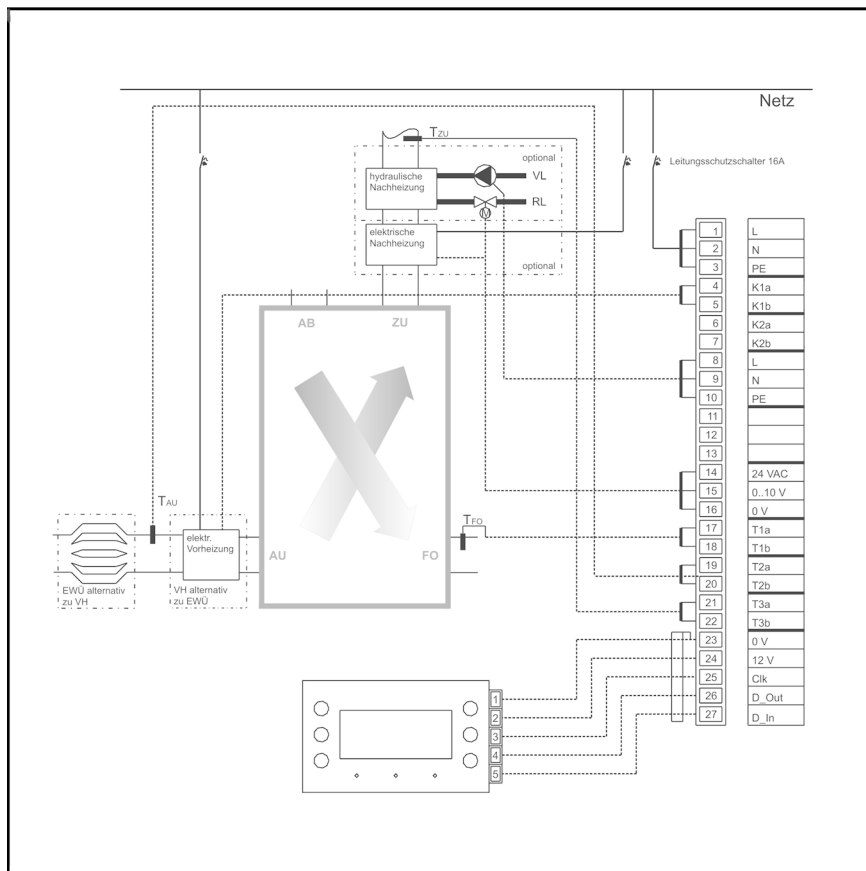 Netz
T ZU
optional
hydraulische
Nachheizung
VL
RL
M
elektrische
Nachheizung
optional
Leitungsschutzschalter 16A
AB
ZU
T AU
elektr.
Vorheizung
EWÜ alternativ
zu VH
VH alternativ
zu EWÜ
AU
FO
T FO
1 L
2 N
3 PE
4 K1a
5 K1b
6 K2a
7 K2b
8 L
9 N
10 PE
11
12
13
14 24 VAC
15 0..10 V
16 0 V
17 T1a
18 T1b
19 T2a
20 T2b
21 T3a
22 T3b
23 0 V
24 12 V
25 Clk
26 D_Out
27 D_In
1
2
3
4
5